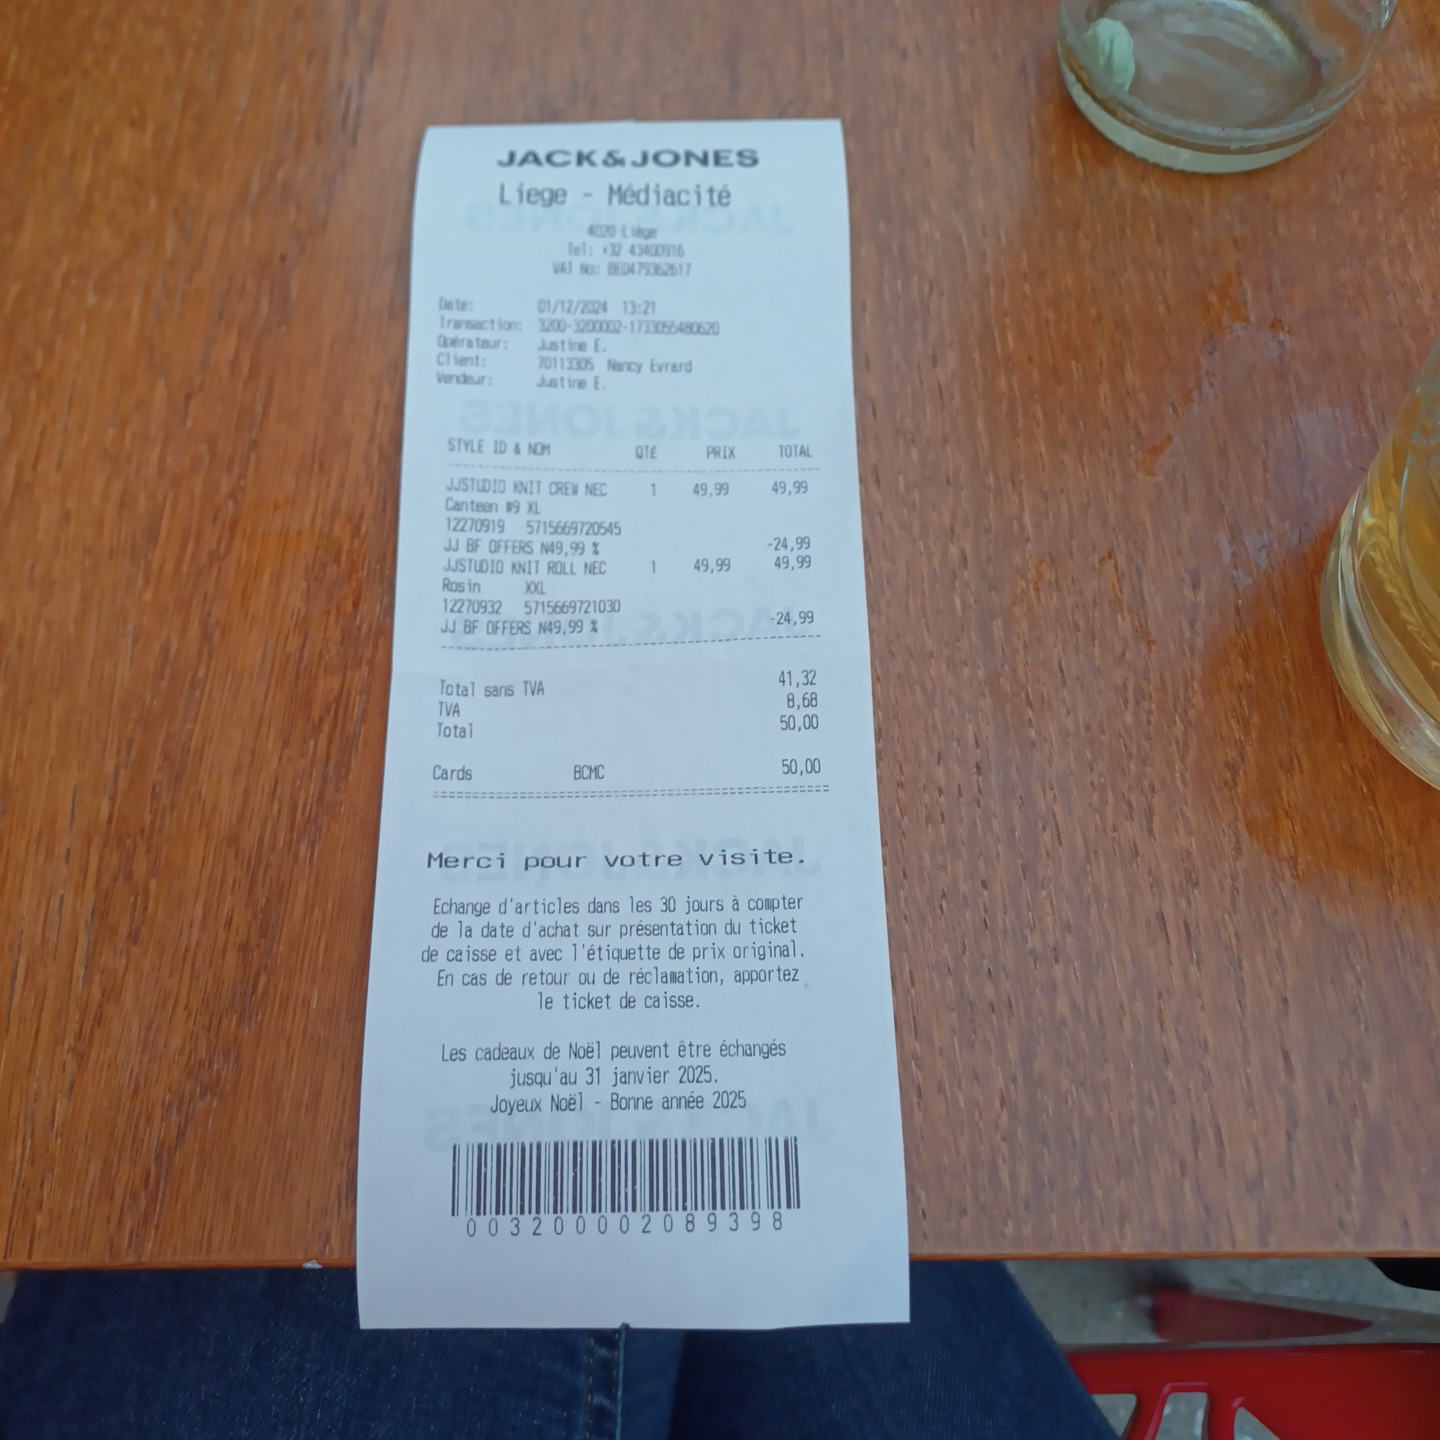 JACK&JONES
Liege - Médiacité
4020 Liège
Tel: +32 43400916
VAT No: BE0479362617
Date: 01/12/2024 13:21
Transaction: 3200-3200002-1733055480620
Opérateur: Justine E.
Client: 70113305 Nancy Evrard
Vendeur: Justine E.
STYLE ID & NOM QTÉ PRIX TOTAL
JJSTUDIO KNIT CREW NEC 1 49,99 49,99
Canteen #9 XL
12270919 5715669720545
JJ BF OFFERS N49,99 % -24,99
JJSTUDIO KNIT ROLL NEC 1 49,99 49,99
Rosin XXL
12270932 5715669721030
JJ BF OFFERS N49,99 % -24,99
Total sans TVA 41,32
TVA 8,68
Total 50,00
Cards BCMC 50,00
Merci pour votre visite.
Echange d'articles dans les 30 jours à compter
de la date d'achat sur présentation du ticket
de caisse et avec l'étiquette de prix original.
En cas de retour ou de réclamation, apportez
le ticket de caisse.
Les cadeaux de Noël peuvent être échangés
jusqu'au 31 janvier 2025.
Joyeux Noël - Bonne année 2025
003200002089398